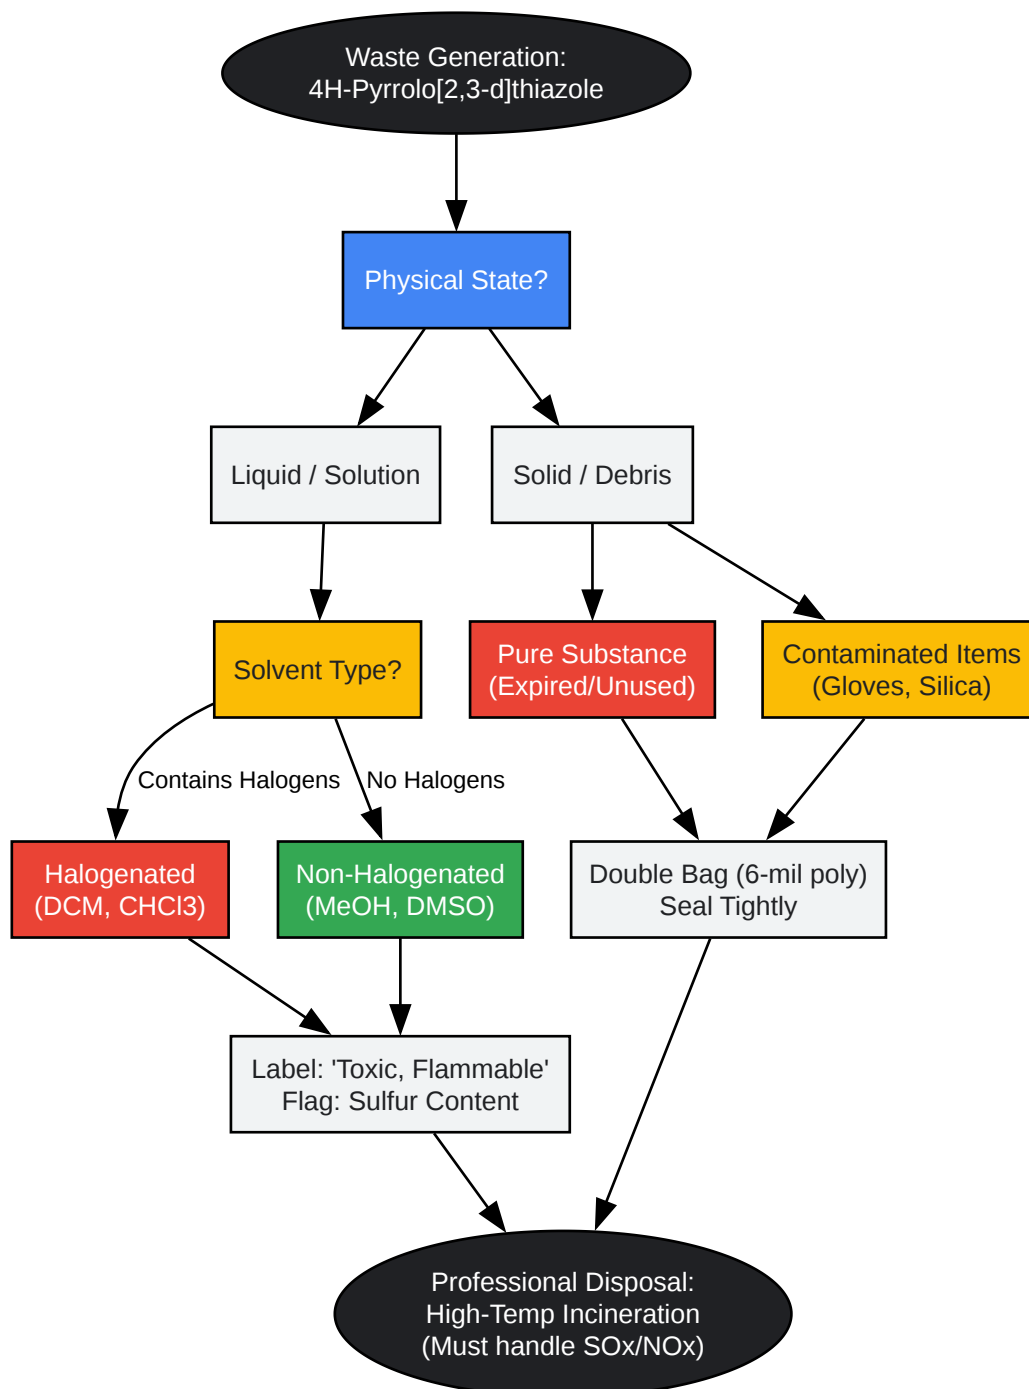 Waste Generation:
4H-Pyrrolo[2,3-d]thiazole
Physical State?
Liquid / Solution
Solid / Debris
Solvent Type?
Pure Substance
(Expired/Unused)
Contaminated Items
(Gloves, Silica)
Contains Halogens
No Halogens
Halogenated
(DCM, CHCl3)
Non-Halogenated
(MeOH, DMSO)
Double Bag (6-mil poly)
Seal Tightly
Label: 'Toxic, Flammable'
Flag: Sulfur Content
Professional Disposal:
High-Temp Incineration
(Must handle SOx/NOx)